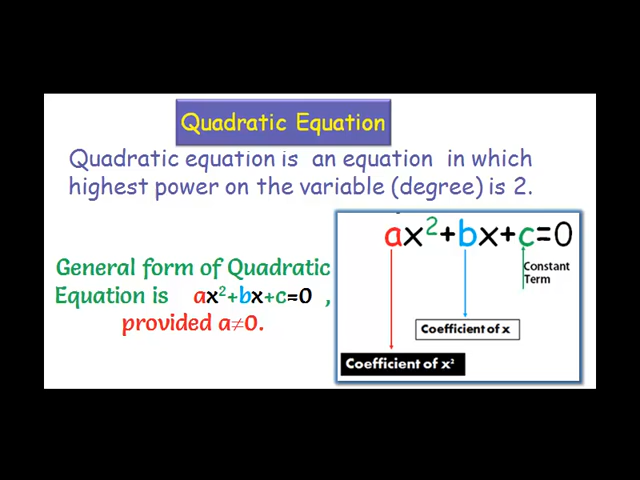 Quadratic Equation
Quadratic equation is an equation in which
highest power on the variable (degree) is 2.
General form of Quadratic
Equation is ax²+bx+c=0 ,
provided a≠0.
ax²+bx+c=0
Constant
Term
Coefficient of x
Coefficient of x²